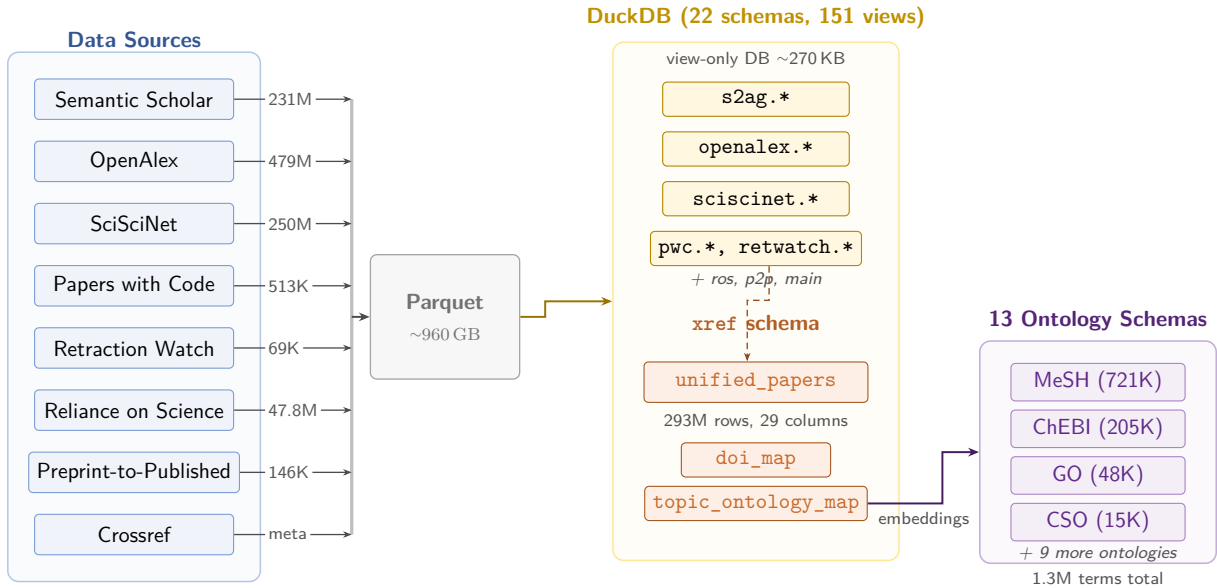 Data Sources
Semantic Scholar
231M
OpenAlex
479M
SciSciNet
250M
Papers with Code
513K
Retraction Watch
69K
Reliance on Science
47.8M
Preprint-to-Published
146K
Crossref
meta
Parquet
~960 GB
DuckDB (22 schemas, 151 views)
view-only DB ~270 KB
s2ag.*
openalex.*
sciscinet.*
pwc.*, retwatch.*
+ ros, p2p, main
xref schema
unified_papers
293M rows, 29 columns
doi_map
topic_ontology_map
embeddings
13 Ontology Schemas
MeSH (721K)
ChEBI (205K)
GO (48K)
CSO (15K)
+ 9 more ontologies
1.3M terms total